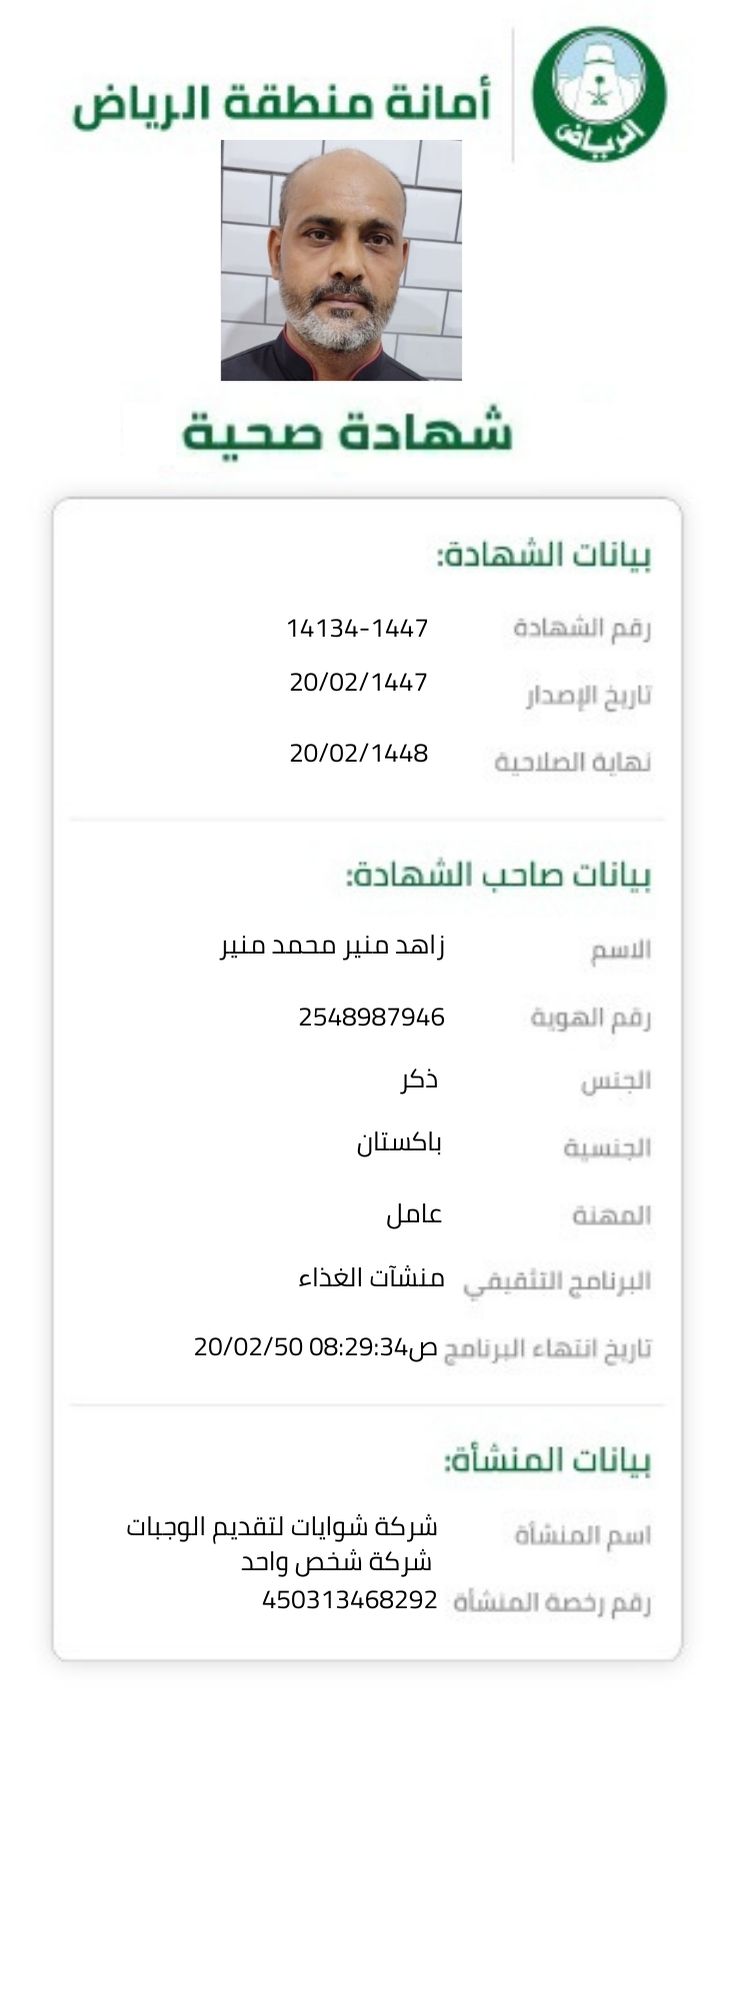 أمانة منطقة الرياض
الرياض
شهادة صحية
بيانات الشهادة:
رقم الشهادة 14134-1447
تاريخ الإصدار 20/02/1447
نهاية الصلاحية 20/02/1448
بيانات صاحب الشهادة:
الاسم زاهد منير محمد منير
رقم الهوية 2548987946
الجنس ذكر
الجنسية باكستان
المهنة عامل
البرنامج التثقيفي منشآت الغذاء
تاريخ انتهاء البرنامج 20/02/50 08:29:34ص
بيانات المنشأة:
اسم المنشأة شركة شوايات لتقديم الوجبات
شركة شخص واحد
رقم رخصة المنشأة 450313468292